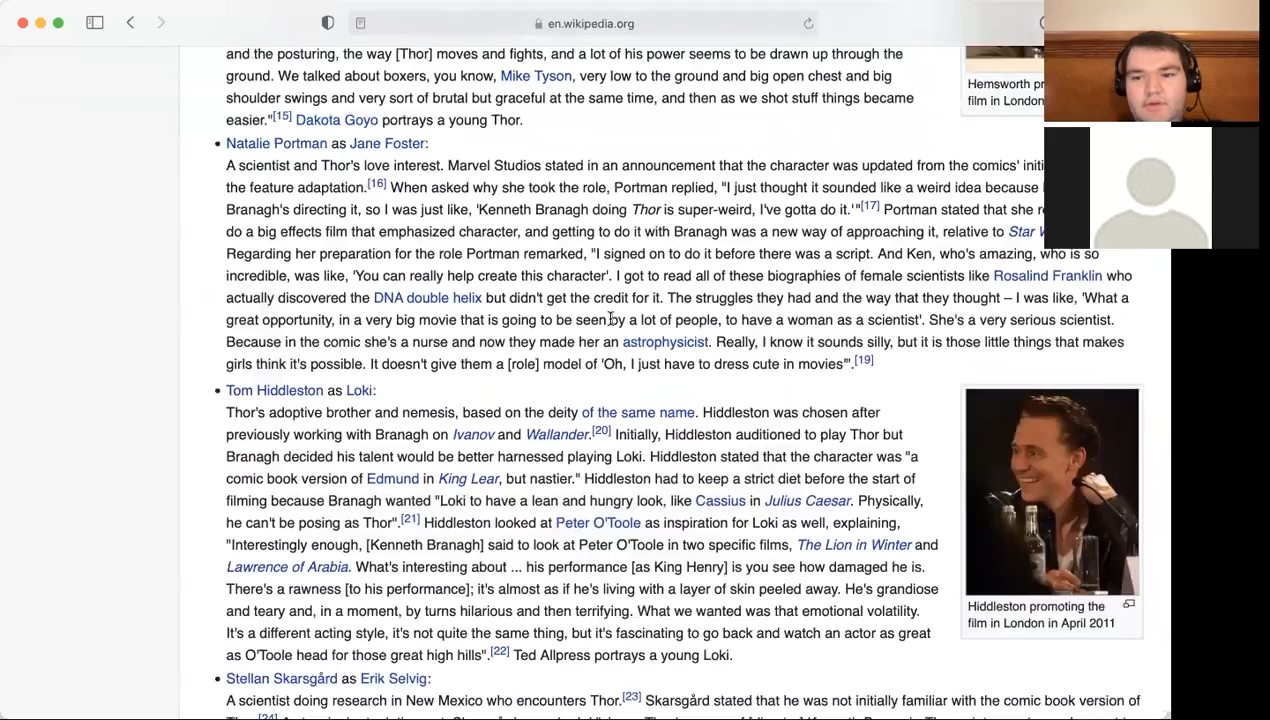 en.wikipedia.org
and the posturing, the way [Thor] moves and fights, and a lot of his power seems to be drawn up through the
ground. We talked about boxers, you know, Mike Tyson, very low to the ground and big open chest and big
shoulder swings and very sort of brutal but graceful at the same time, and then as we shot stuff things became
easier."[15] Dakota Goyo portrays a young Thor.
Hemsworth pr
film in London
• Natalie Portman as Jane Foster:
A scientist and Thor's love interest. Marvel Studios stated in an announcement that the character was updated from the comics' initi
the feature adaptation.[16] When asked why she took the role, Portman replied, "I just thought it sounded like a weird idea because
Branagh's directing it, so I was just like, 'Kenneth Branagh doing Thor is super-weird, I've gotta do it.'"[17] Portman stated that she r
do a big effects film that emphasized character, and getting to do it with Branagh was a new way of approaching it, relative to Star W
Regarding her preparation for the role Portman remarked, "I signed on to do it before there was a script. And Ken, who's amazing, who is so
incredible, was like, 'You can really help create this character'. I got to read all of these biographies of female scientists like Rosalind Franklin who
actually discovered the DNA double helix but didn't get the credit for it. The struggles they had and the way that they thought – I was like, 'What a
great opportunity, in a very big movie that is going to be seen by a lot of people, to have a woman as a scientist'. She's a very serious scientist.
Because in the comic she's a nurse and now they made her an astrophysicist. Really, I know it sounds silly, but it is those little things that makes
girls think it's possible. It doesn't give them a [role] model of 'Oh, I just have to dress cute in movies'".[19]
• Tom Hiddleston as Loki:
Thor's adoptive brother and nemesis, based on the deity of the same name. Hiddleston was chosen after
previously working with Branagh on Ivanov and Wallander.[20] Initially, Hiddleston auditioned to play Thor but
Branagh decided his talent would be better harnessed playing Loki. Hiddleston stated that the character was "a
comic book version of Edmund in King Lear, but nastier." Hiddleston had to keep a strict diet before the start of
filming because Branagh wanted "Loki to have a lean and hungry look, like Cassius in Julius Caesar. Physically,
he can't be posing as Thor".[21] Hiddleston looked at Peter O'Toole as inspiration for Loki as well, explaining,
"Interestingly enough, [Kenneth Branagh] said to look at Peter O'Toole in two specific films, The Lion in Winter and
Lawrence of Arabia. What's interesting about ... his performance [as King Henry] is you see how damaged he is.
There's a rawness [to his performance]; it's almost as if he's living with a layer of skin peeled away. He's grandiose
and teary and, in a moment, by turns hilarious and then terrifying. What we wanted was that emotional volatility.
It's a different acting style, it's not quite the same thing, but it's fascinating to go back and watch an actor as great
as O'Toole head for those great high hills".[22] Ted Allpress portrays a young Loki.
Hiddleston promoting the
film in London in April 2011
• Stellan Skarsgård as Erik Selvig:
A scientist doing research in New Mexico who encounters Thor.[23] Skarsgård stated that he was not initially familiar with the comic book version of